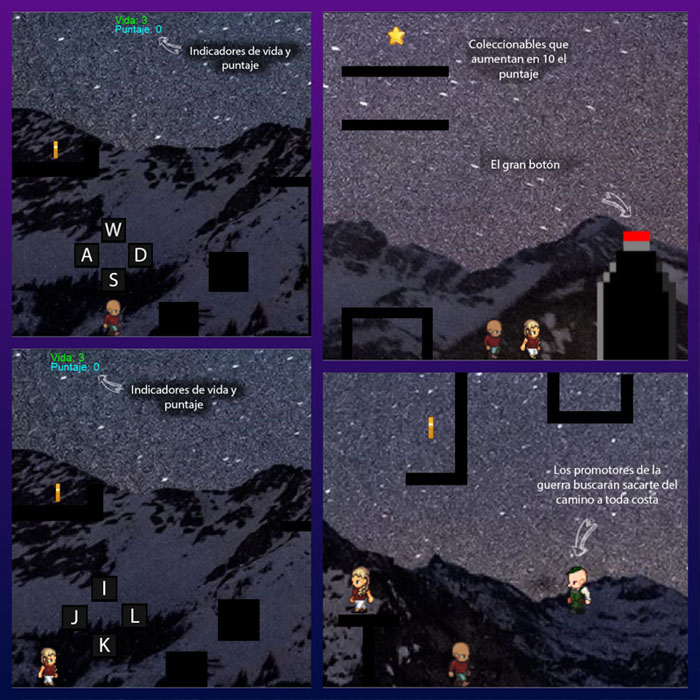 Vida: 3
Puntaje: 0
Indicadores de vida y
puntaje
W
A D
S
Coleccionables que
aumentan en 10 el
puntaje
El gran botón
Vida: 3
Puntaje: 0
Indicadores de vida y
puntaje
I
J L
K
Los promotores de la
guerra buscarán sacarte del
camino a toda costa